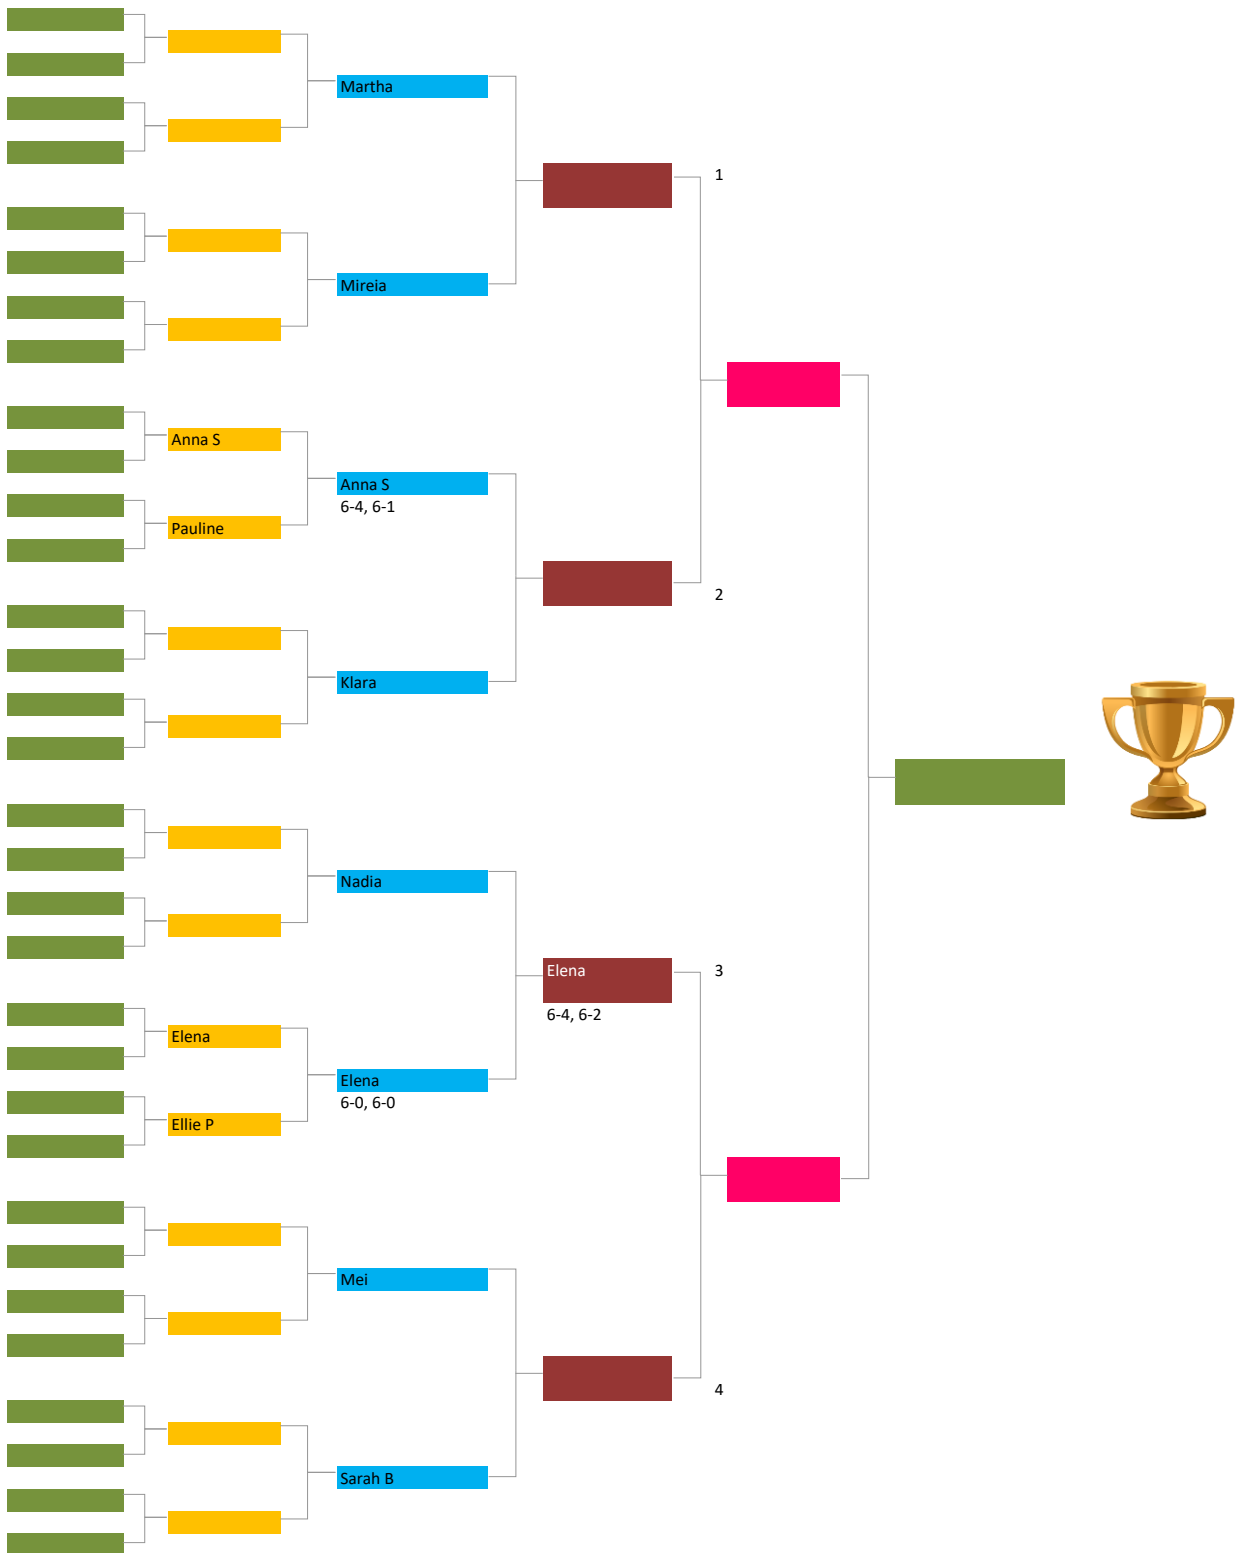 Martha
1
Mireia
Anna S
Anna S
6-4, 6-1
Pauline
2
Klara
Nadia
Elena
3
6-4, 6-2
Elena
Elena
6-0, 6-0
Ellie P
Mei
4
Sarah B